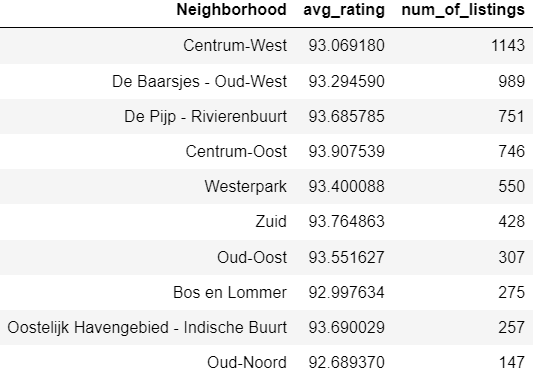 Neighborhood avg_rating num_of_listings
Centrum-West 93.069180 1143
De Baarsjes - Oud-West 93.294590 989
De Pijp - Rivierenbuurt 93.685785 751
Centrum-Oost 93.907539 746
Westerpark 93.400088 550
Zuid 93.764863 428
Oud-Oost 93.551627 307
Bos en Lommer 92.997634 275
Oostelijk Havengebied - Indische Buurt 93.690029 257
Oud-Noord 92.689370 147